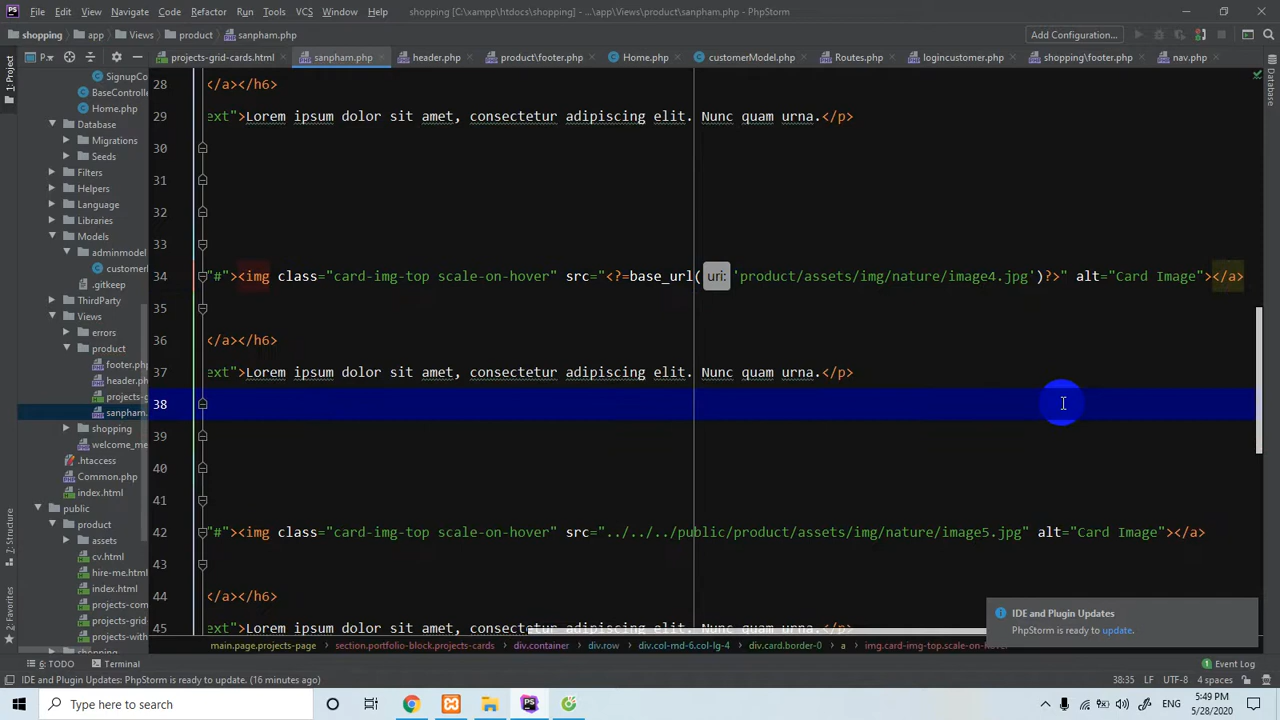 File Edit View Navigate Code Refactor Run Tools VCS Window Help shopping [C:\xampp\htdocs\shopping] - ...\app\Views\product\sanpham.php - PhpStorm
shopping app Views product sanpham.php Add Configuration...
P... projects-grid-cards.html sanpham.php header.php product\footer.php Home.php customerModel.php Routes.php logincustomer.php shopping\footer.php nav.php
1: Project
Database
SignupCo
BaseControlle
Home.php
Database
Migrations
Seeds
Filters
Helpers
Language
Libraries
Models
adminmodel
customer
.gitkeep
ThirdParty
Views
errors
product
footer.php
header.php
projects-g
sanpham.
shopping
welcome_me
.htaccess
Common.php
index.html
public
product
assets
cv.html
hire-me.html
index.html
projects-com
projects-grid
projects-with
7: Structure
2: Favorites
28 </a></h6>
29 ext">Lorem ipsum dolor sit amet, consectetur adipiscing elit. Nunc quam urna.</p>
30
31
32
33
34 "#"><img class="card-img-top scale-on-hover" src="<?=base_url( uri: 'product/assets/img/nature/image4.jpg')?>" alt="Card Image"></a>
35
36 </a></h6>
37 ext">Lorem ipsum dolor sit amet, consectetur adipiscing elit. Nunc quam urna.</p>
38
39
40
41
42 "#"><img class="card-img-top scale-on-hover" src="../../../public/product/assets/img/nature/image5.jpg" alt="Card Image"></a>
43
44 </a></h6>
45 ext">Lorem ipsum dolor sit amet, consectetur adipiscing elit. Nunc quam urna.</p>
IDE and Plugin Updates
PhpStorm is ready to update.
main.page.projects-page section.portfolio-block.projects-cards div.container div.row div.col-md-6.col-lg-4 div.card.border-0 a img.card-img-top.scale-on-hover
6: TODO Terminal 1 Event Log
IDE and Plugin Updates: PhpStorm is ready to update. (16 minutes ago) 38:35 LF UTF-8 4 spaces
Type here to search PS ENG 5:49 PM
5/28/2020